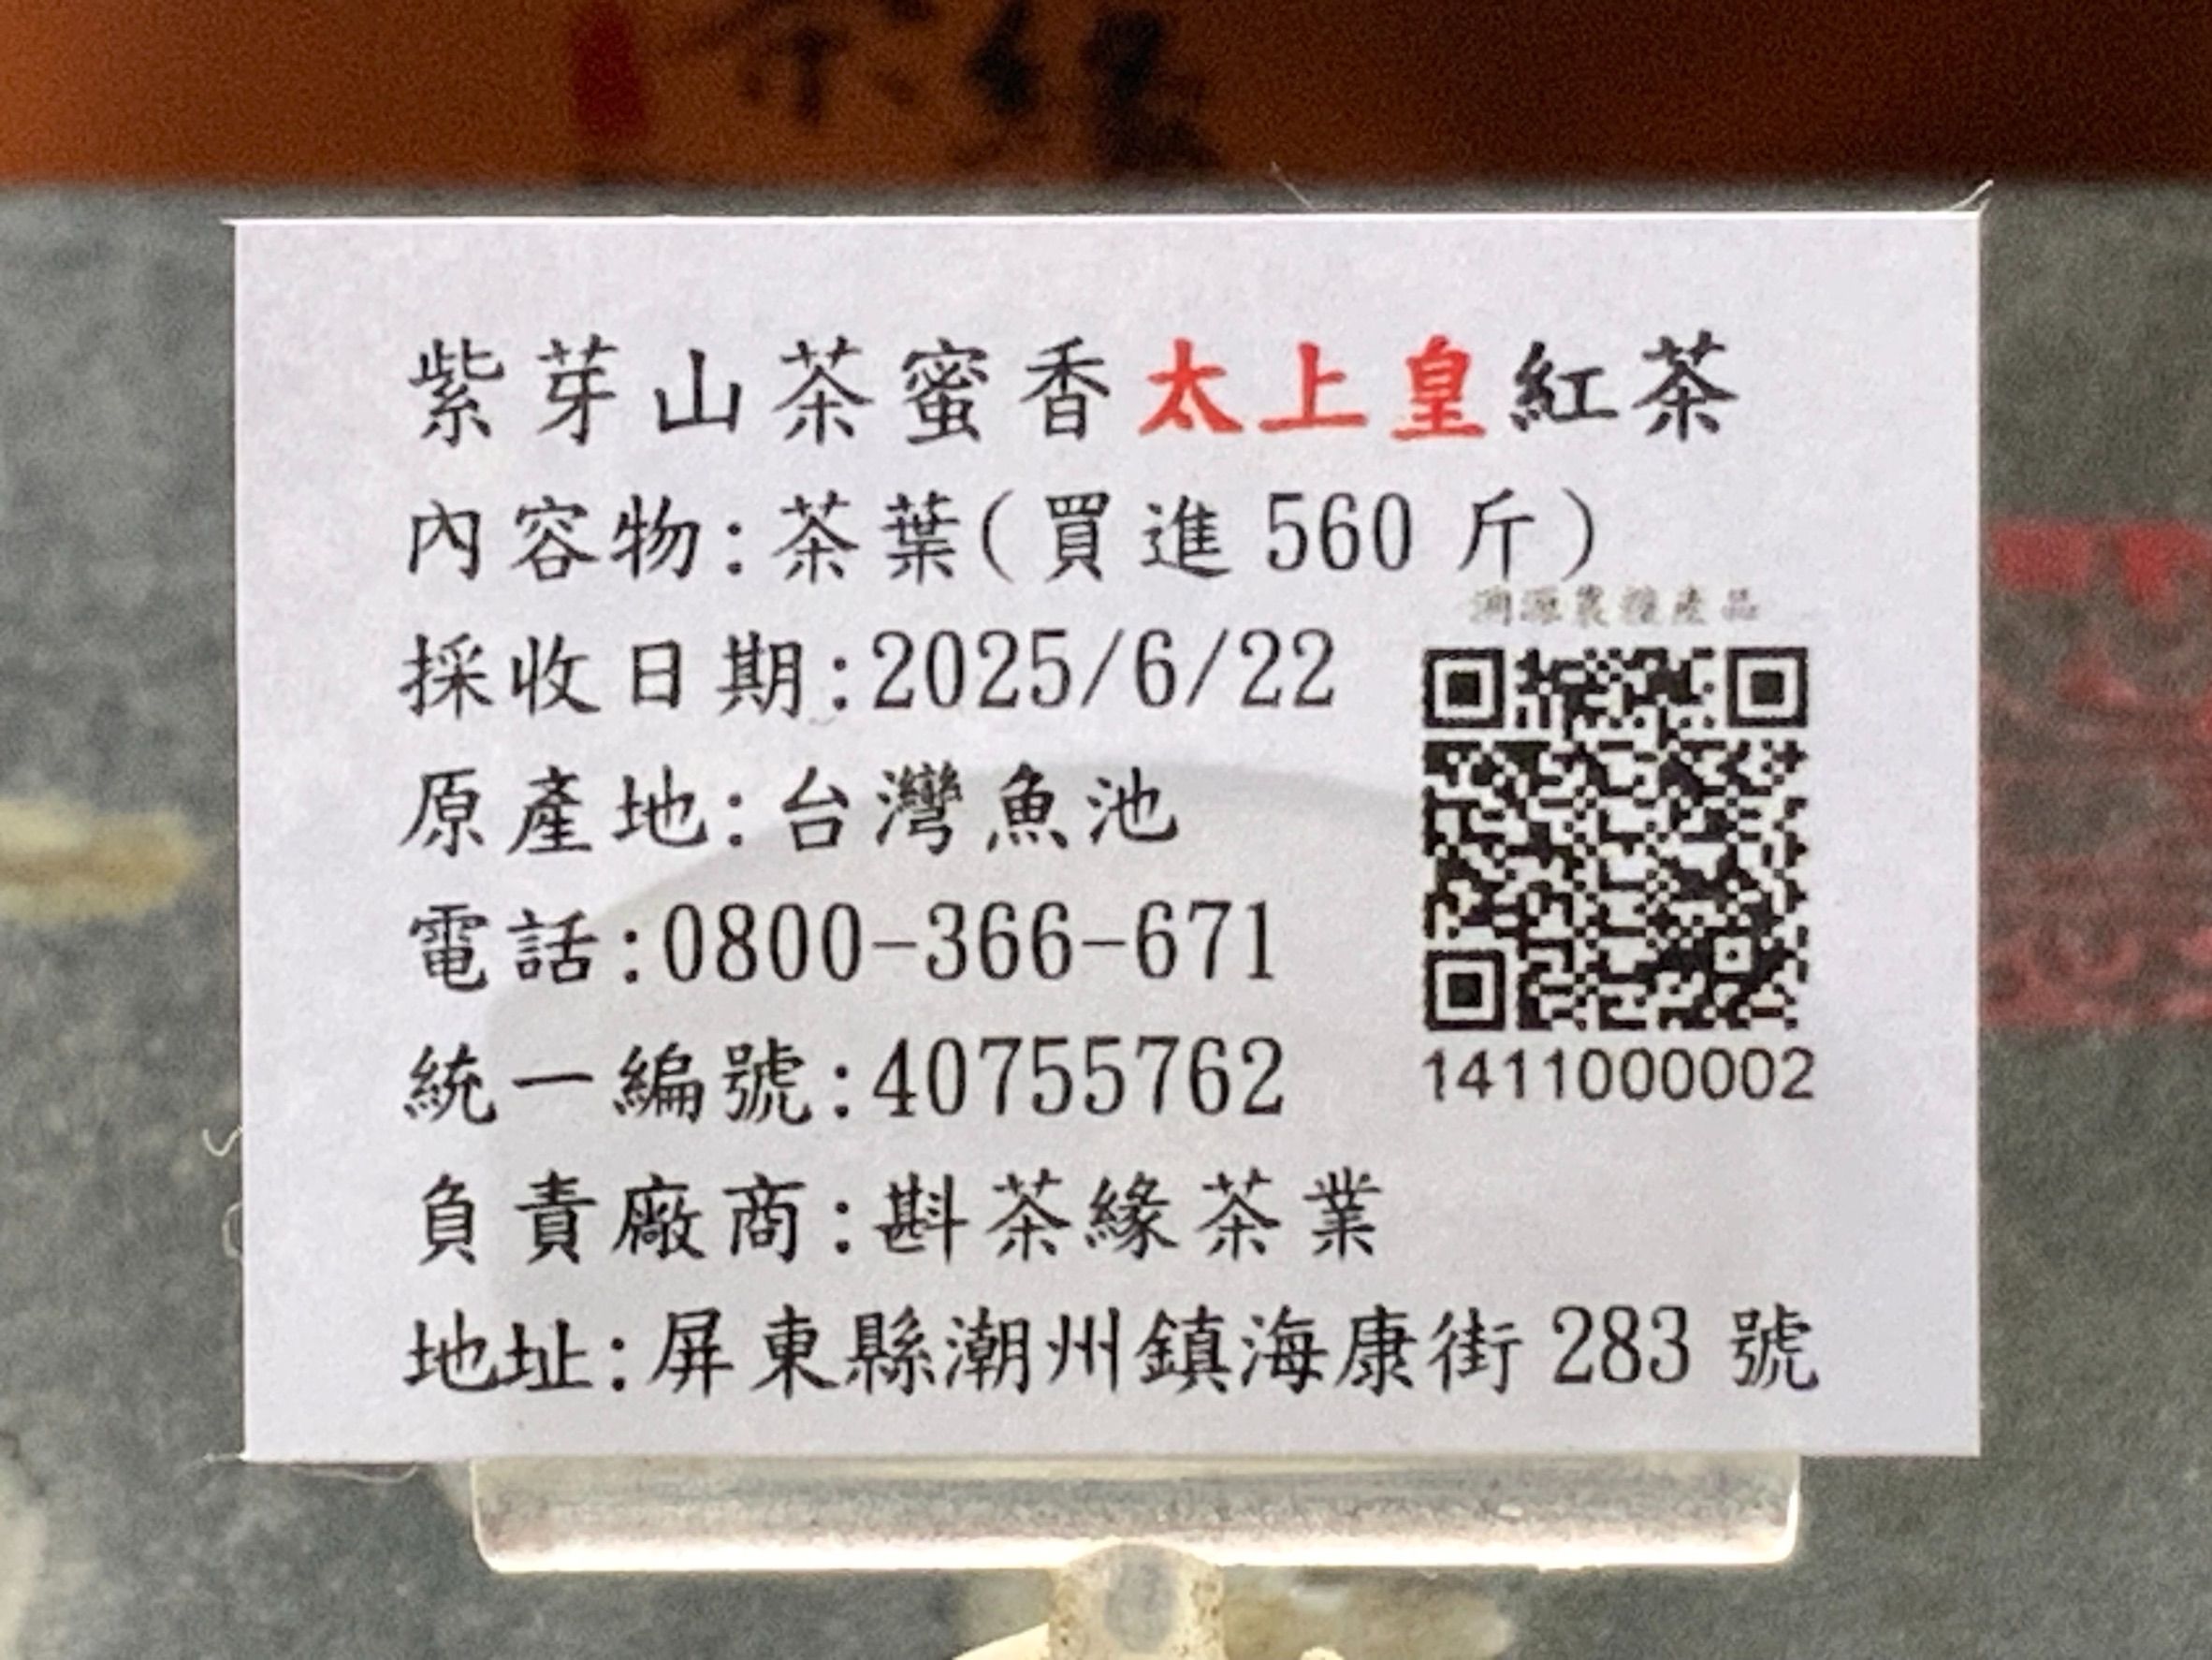 紫芽山茶蜜香太上皇紅茶
內容物:茶葉(買進560斤)
溯源農糧產品
採收日期:2025/6/22
原產地:台灣魚池
電話:0800-366-671
統一編號:40755762
1411000002
負責廠商:斟茶緣茶業
地址:屏東縣潮州鎮海康街283號